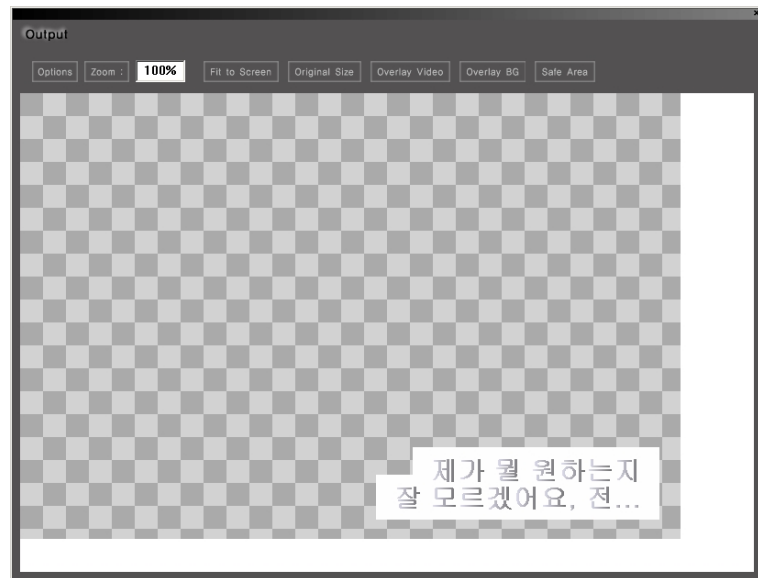 Output
Options Zoom : 100% Fit to Screen Original Size Overlay Video Overlay BG Safe Area
제가 뭘 원하는지
잘 모르겠어요, 전...